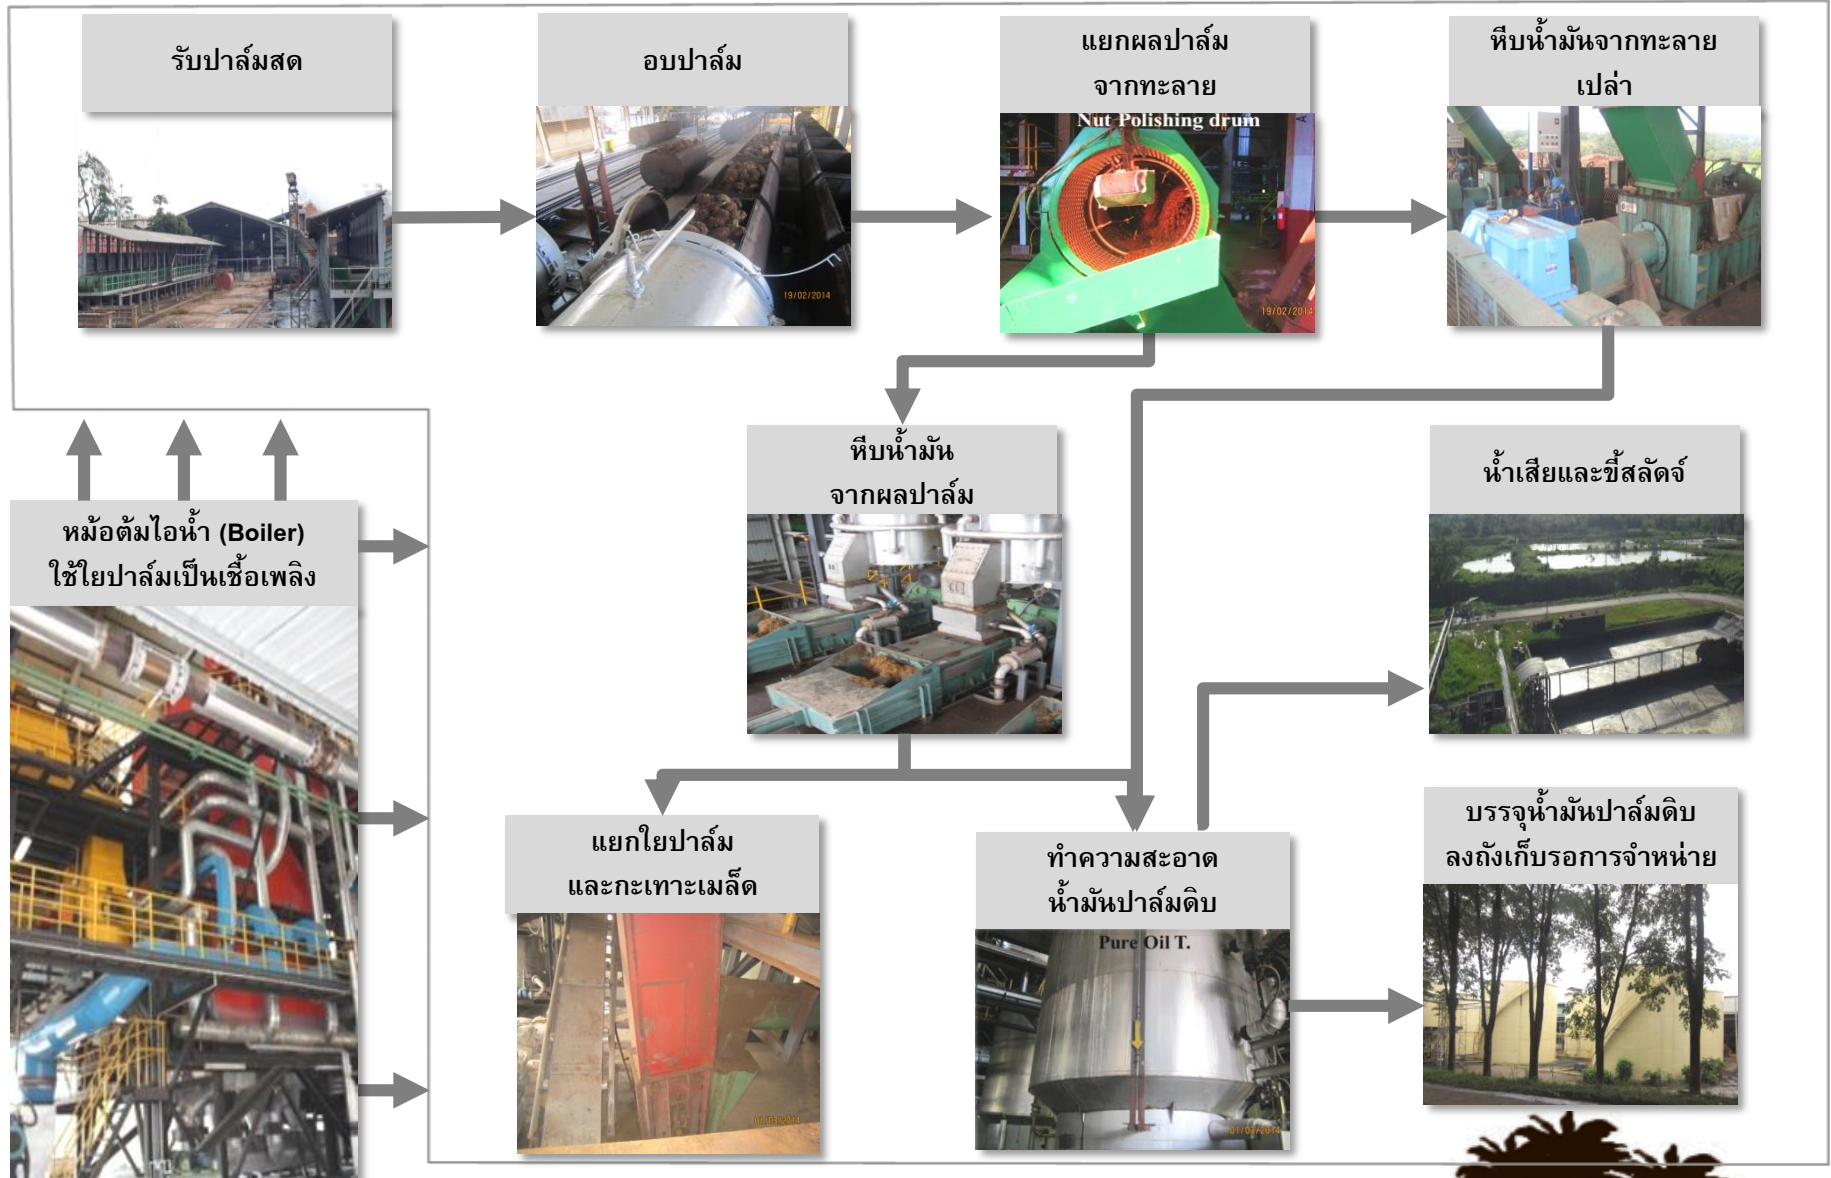 รับปาล์มสด
อบปาล์ม
แยกผลปาล์ม
จากทะลาย
Nut Polishing drum
19/02/2014
19/02/2014
หีบน้ำมันจากทะลาย
เปล่า
หม้อต้มไอน้ำ (Boiler)
ใช้ใยปาล์มเป็นเชื้อเพลิง
หีบน้ำมัน
จากผลปาล์ม
น้ำเสียและขี้สลัดจ์
แยกใยปาล์ม
และกะเทาะเมล็ด
ทำความสะอาด
น้ำมันปาล์มดิบ
Pure Oil T.
บรรจุน้ำมันปาล์มดิบ
ลงถังเก็บรอการจำหน่าย